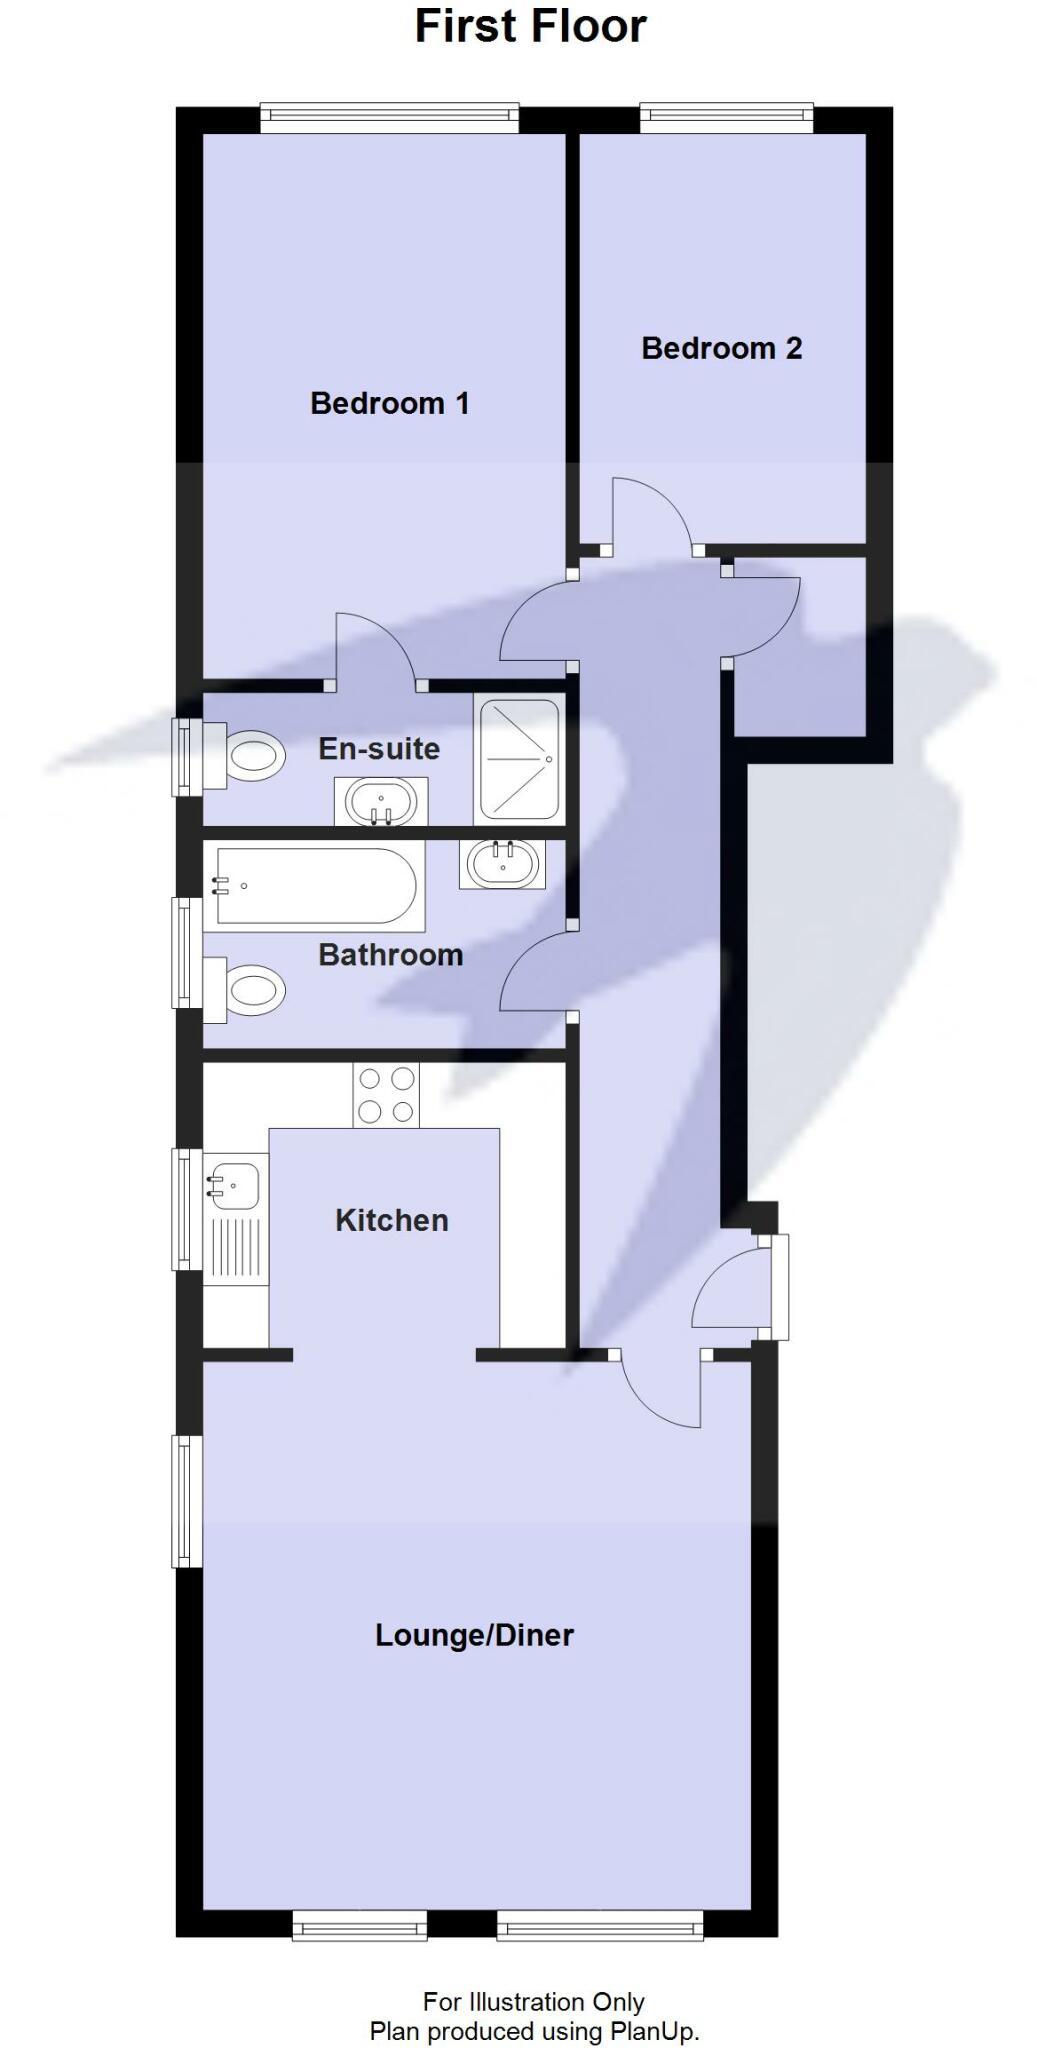 First Floor
Bedroom 2
Bedroom 1
En-suite
Bathroom
Kitchen
Lounge/Diner
For Illustration Only
Plan produced using PlanUp.